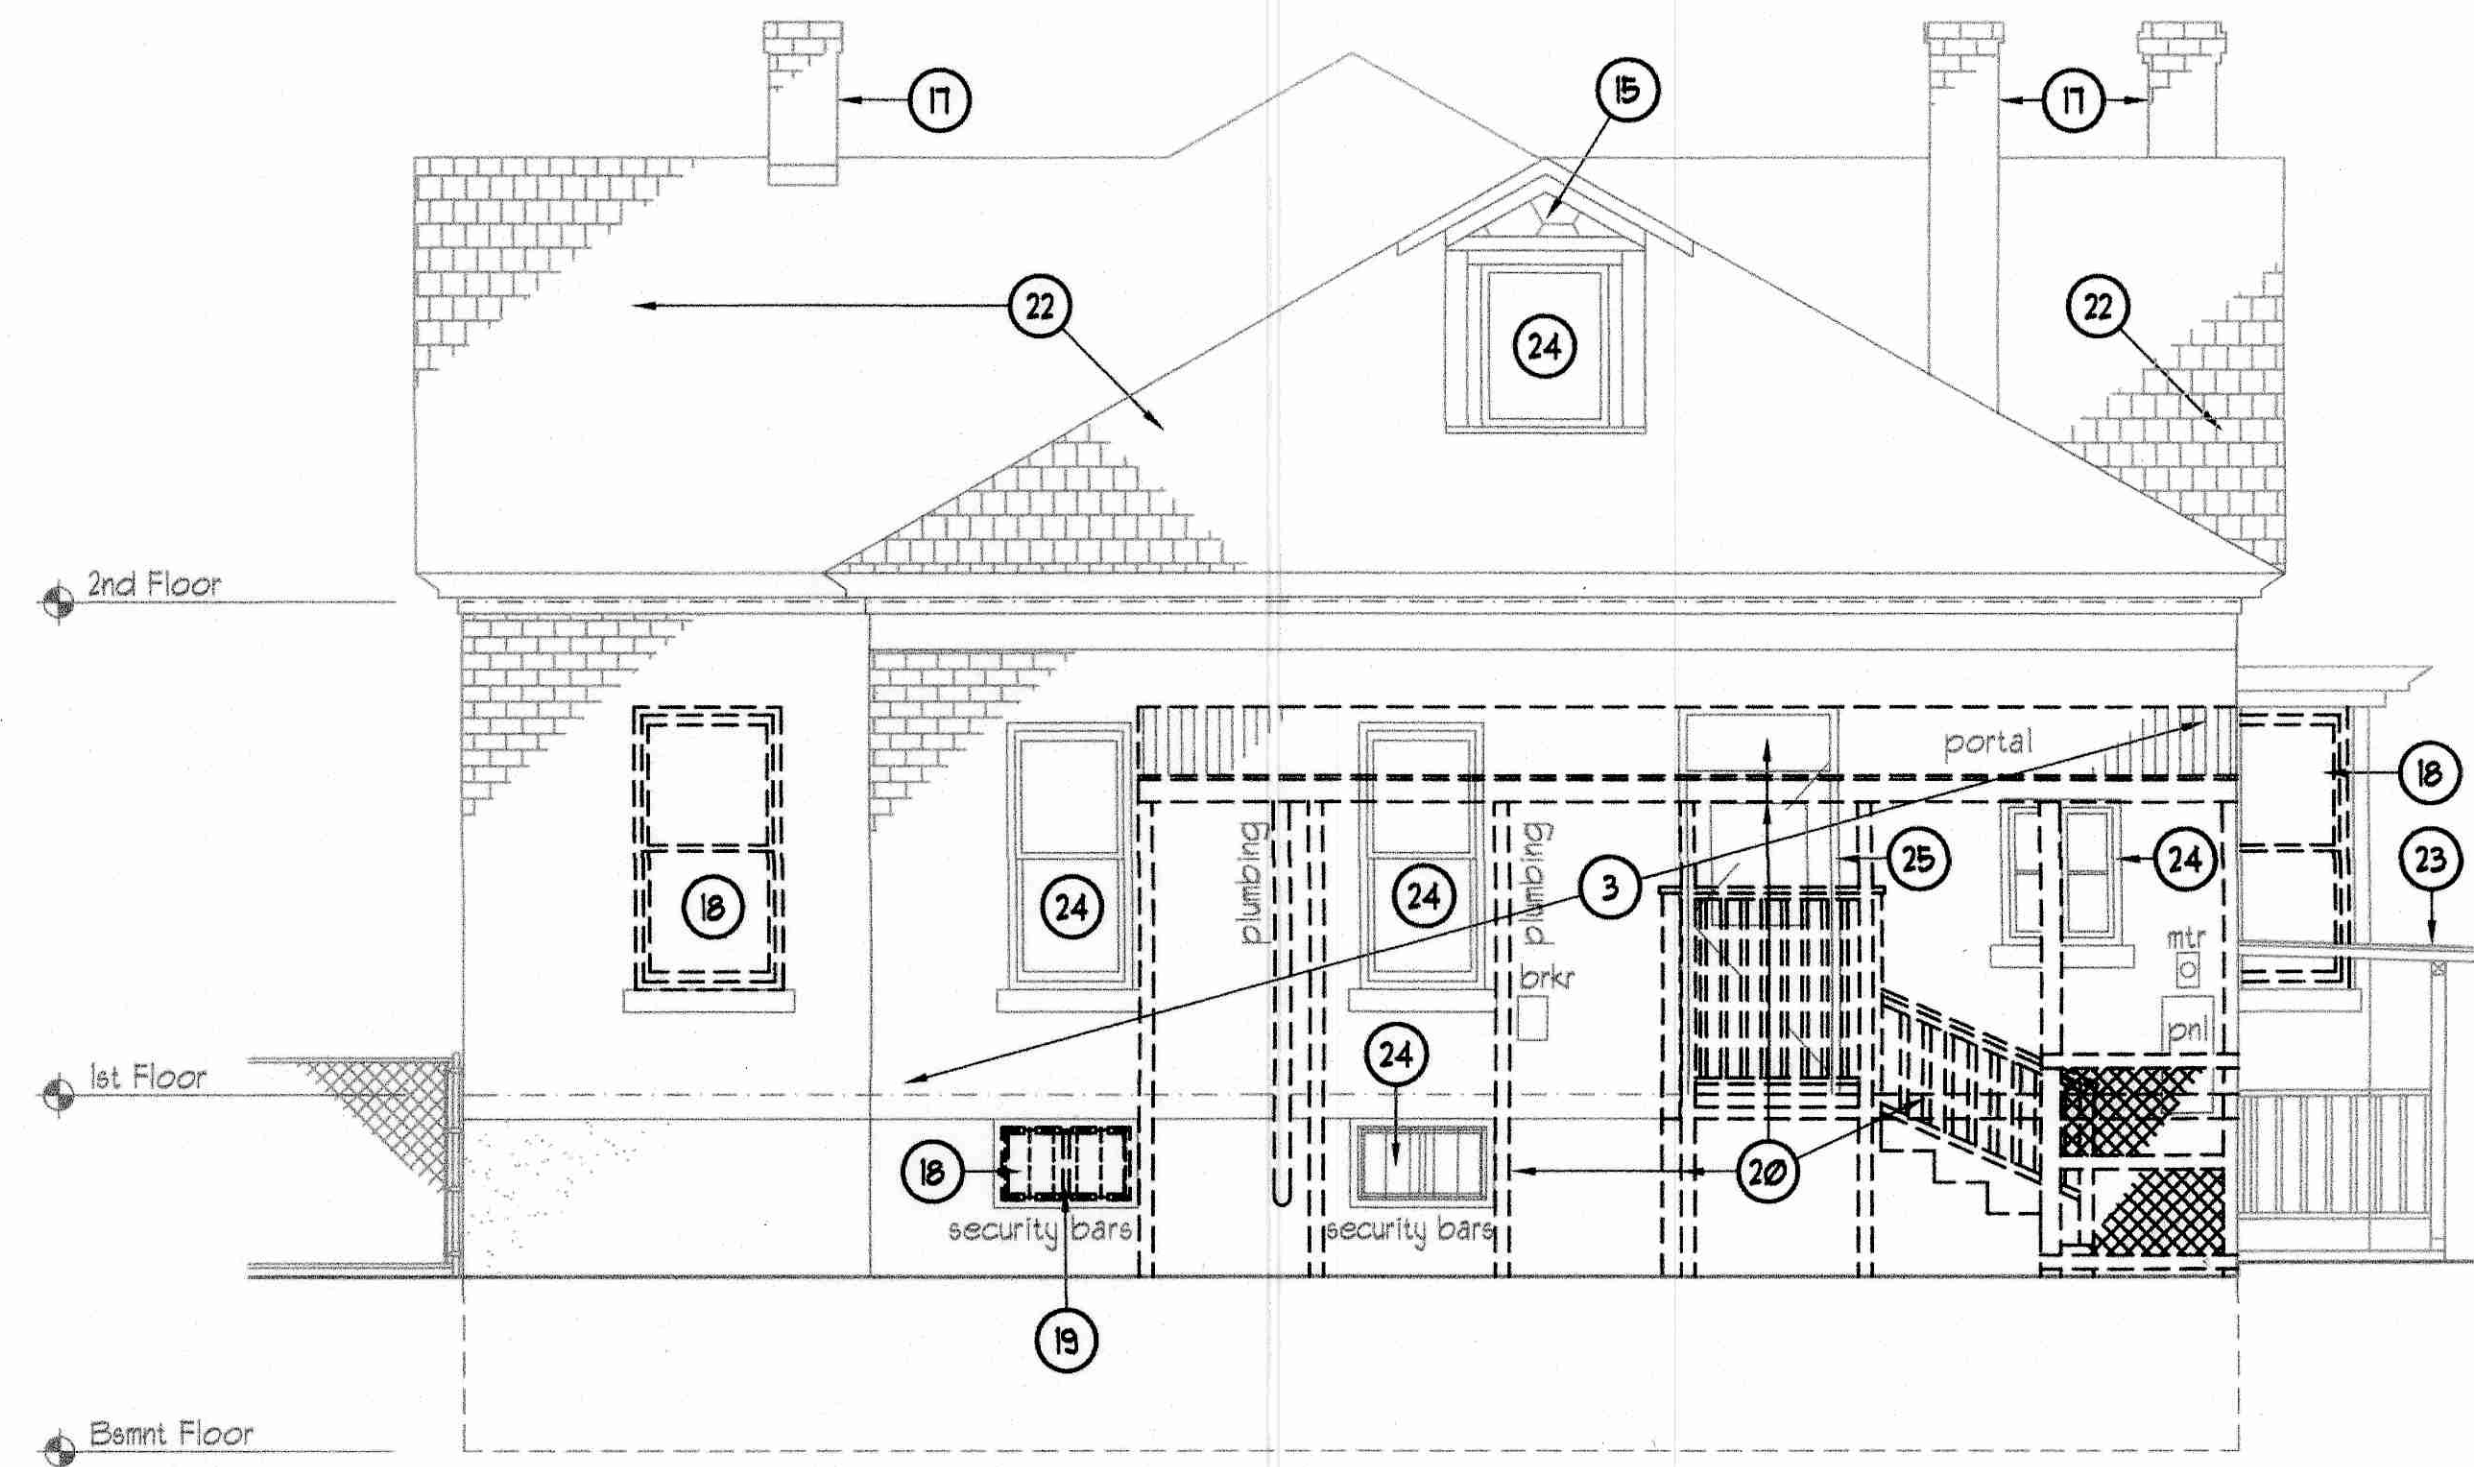 17
15
17
22
22
24
2nd Floor
portal
18
plumbing
plumbing
3
25
24
23
18
24
24
mtr
brkr
pnl
1st Floor
24
18
20
security bars
security bars
19
Bsmnt Floor